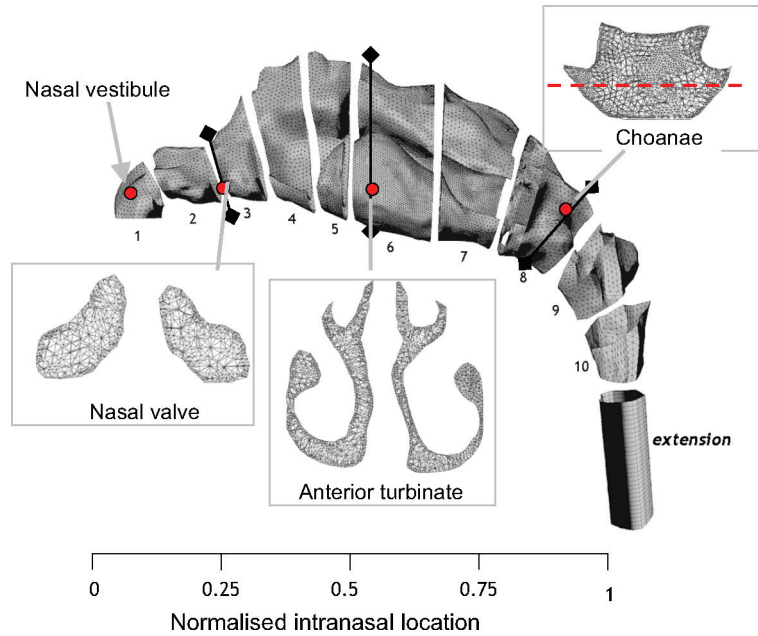 Nasal vestibule
Choanae
1
2
3
4
5
6
7
8
9
10
Nasal valve
Anterior turbinate
extension
0
0.25
0.5
0.75
1
Normalised intranasal location